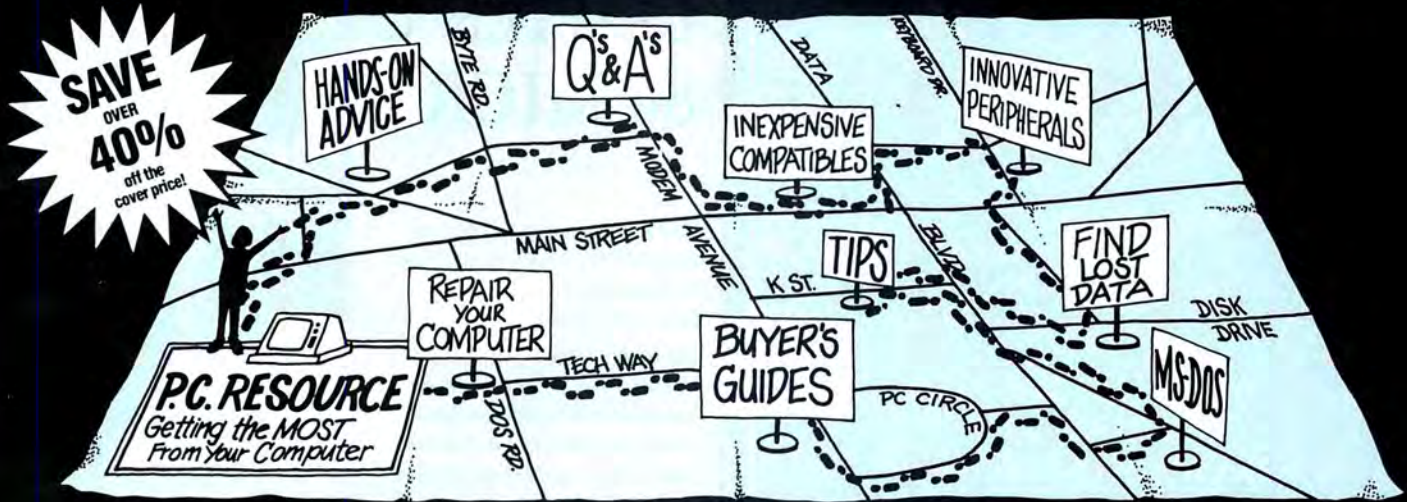 SAVE
OVER
40%
off the
cover price!
HANDS-ON
ADVICE
BYTE RD.
Q's
&A's
DATA
KEYBOARD DR.
INNOVATIVE
PERIPHERALS
INEXPENSIVE
COMPATIBLES
MODEM
AVENUE
MAIN STREET
TIPS
BLVD.
FIND
LOST
DATA
K ST.
DISK
DRIVE
REPAIR
YOUR
COMPUTER
BUYER'S
GUIDES
TECH WAY
PC CIRCLE
MS-DOS
P.C. RESOURCE
Getting the MOST
From Your Computer
DOS RD.